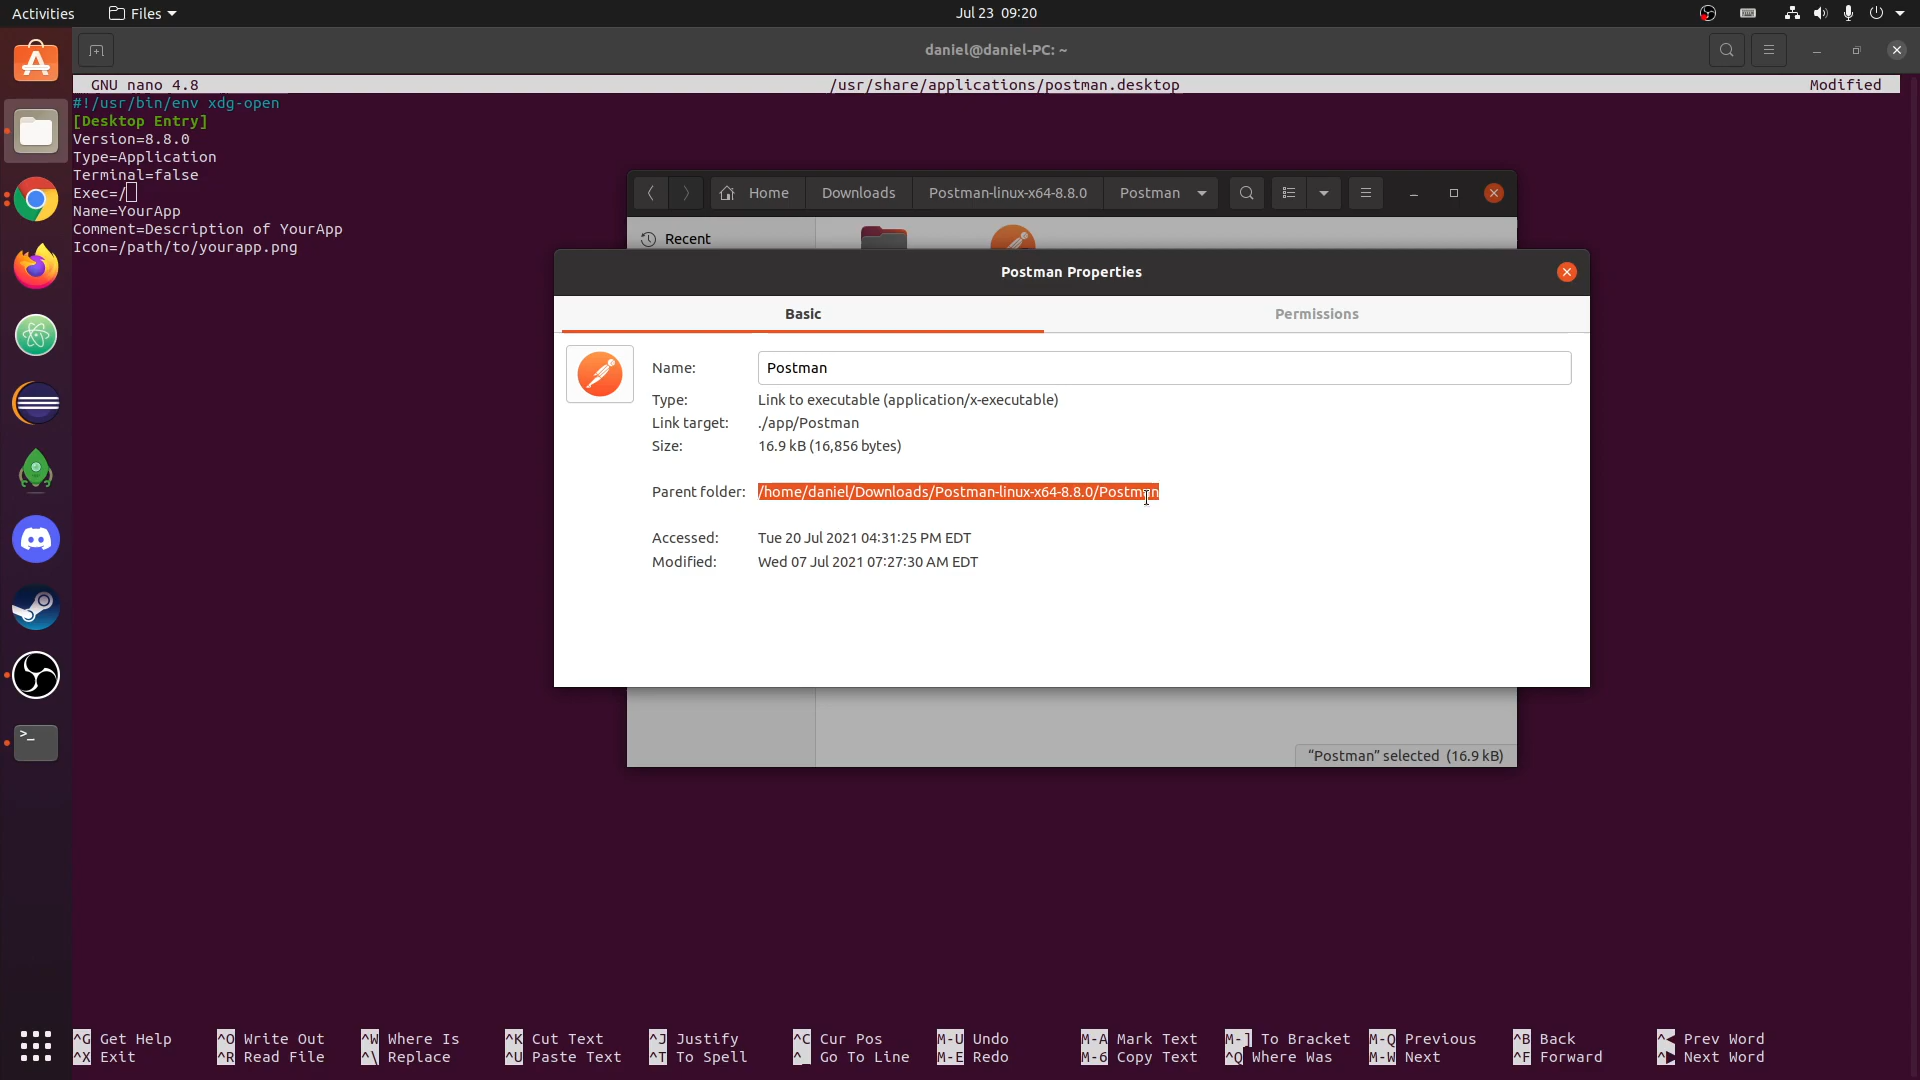 Activities Files Jul 23 09:20
daniel@daniel-PC: ~
GNU nano 4.8 /usr/share/applications/postman.desktop Modified
#!/usr/bin/env xdg-open
[Desktop Entry]
Version=8.8.0
Type=Application
Terminal=false
Exec=/
Name=YourApp
Comment=Description of YourApp
Icon=/path/to/yourapp.png
Home Downloads Postman-linux-x64-8.8.0 Postman
Recent
Postman Properties
Basic Permissions
Name: Postman
Type: Link to executable (application/x-executable)
Link target: ./app/Postman
Size: 16.9 kB (16,856 bytes)
Parent folder: /home/daniel/Downloads/Postman-linux-x64-8.8.0/Postman
Accessed: Tue 20 Jul 2021 04:31:25 PM EDT
Modified: Wed 07 Jul 2021 07:27:30 AM EDT
“Postman” selected (16.9 kB)
^G Get Help ^O Write Out ^W Where Is ^K Cut Text ^J Justify ^C Cur Pos M-U Undo M-A Mark Text M-] To Bracket M-Q Previous ^B Back ^◀ Prev Word
^X Exit ^R Read File ^\ Replace ^U Paste Text ^T To Spell ^_ Go To Line M-E Redo M-6 Copy Text ^Q Where Was M-W Next ^F Forward ^▶ Next Word